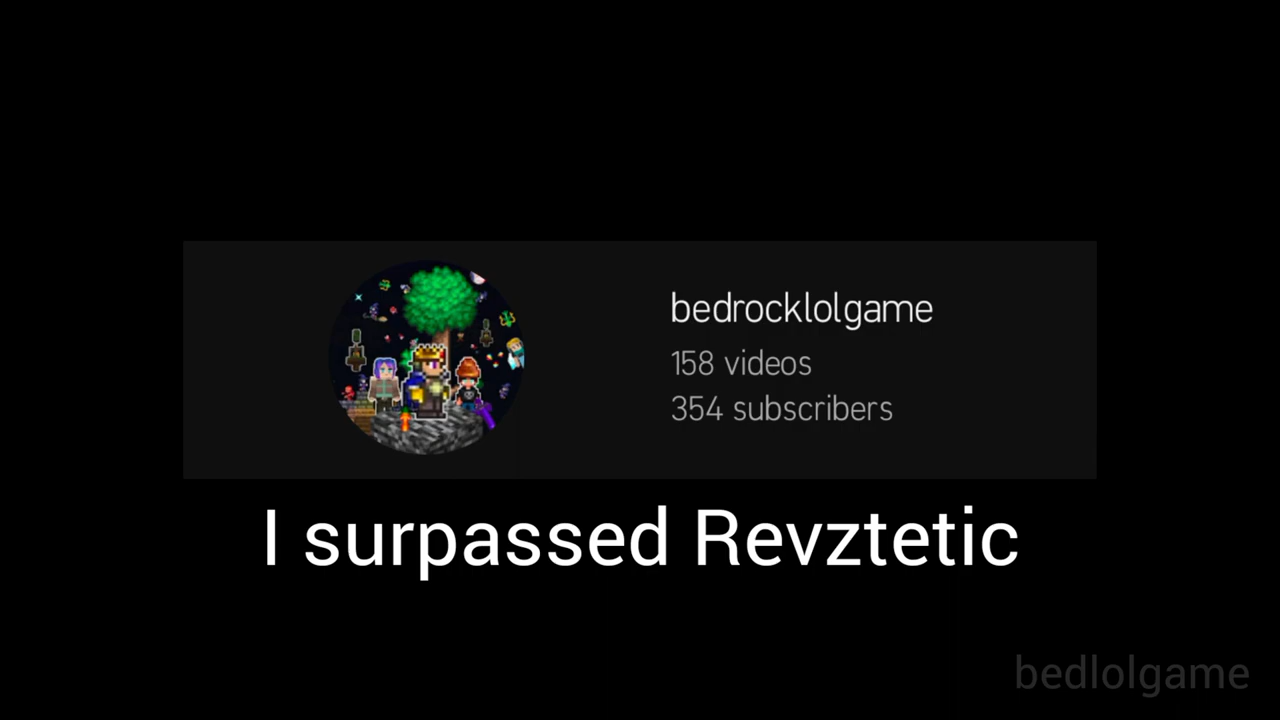 bedrocklolgame
158 videos
354 subscribers
I surpassed Revztetic
bedlolgame